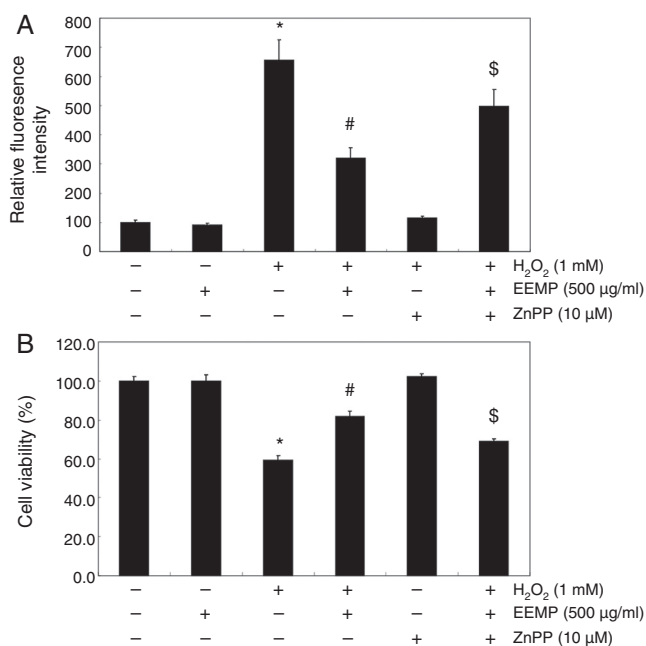 A
Relative fluoresence
intensity
800
700
600
500
400
300
200
100
0
*
#
$
– – + + + + H₂O₂ (1 mM)
– + – + – + EEMP (500 µg/ml)
– – – – + + ZnPP (10 µM)
B
Cell viability (%)
120.0
100.0
80.0
60.0
40.0
20.0
0.0
*
#
$
– – + + – + H₂O₂ (1 mM)
– + – + – + EEMP (500 µg/ml)
– – – – + + ZnPP (10 µM)